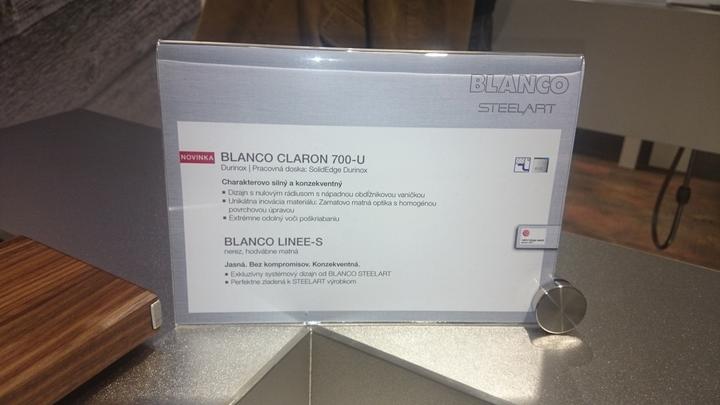 BLANCO
STEELART
NOVINKA
BLANCO CLARON 700-U
Durinox | Pracovná doska: SolidEdge Durinox
Charakterovo silný a konzekventný
▪ Dizajn s nulovým rádiusom s nápadnou obdĺžnikovou vaničkou
▪ Unikátna inovácia materiálu: Zamatovo matná optika s homogénou
povrchovou úpravou
▪ Extrémne odolný voči poškriabaniu
BLANCO LINEE-S
nerez, hodvábne matná
Jasná. Bez kompromisov. Konzekventná.
▪ Exkluzívny systémový dizajn od BLANCO STEELART
▪ Perfektne zladená k STEELART výrobkom